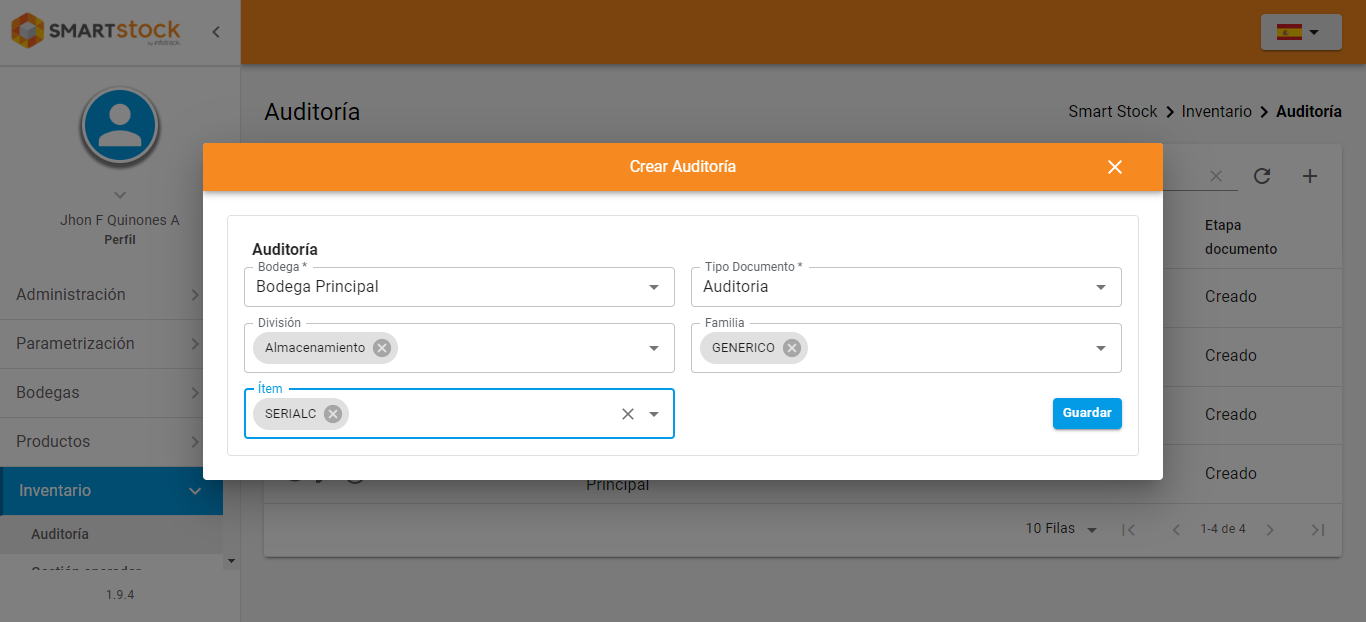 SMARTstock
by infotrack
Auditoría
Smart Stock
Inventario
Auditoría
Jhon F Quinones A
Perfil
Administración
Parametrización
Bodegas
Productos
Inventario
Auditoría
1.9.4
Crear Auditoría
Auditoría
Bodega *
Bodega Principal
Tipo Documento *
Auditoria
División
Almacenamiento
Familia
GENERICO
Ítem
SERIALC
Guardar
Etapa
documento
Creado
Creado
Creado
Creado
Principal
10 Filas
1-4 de 4